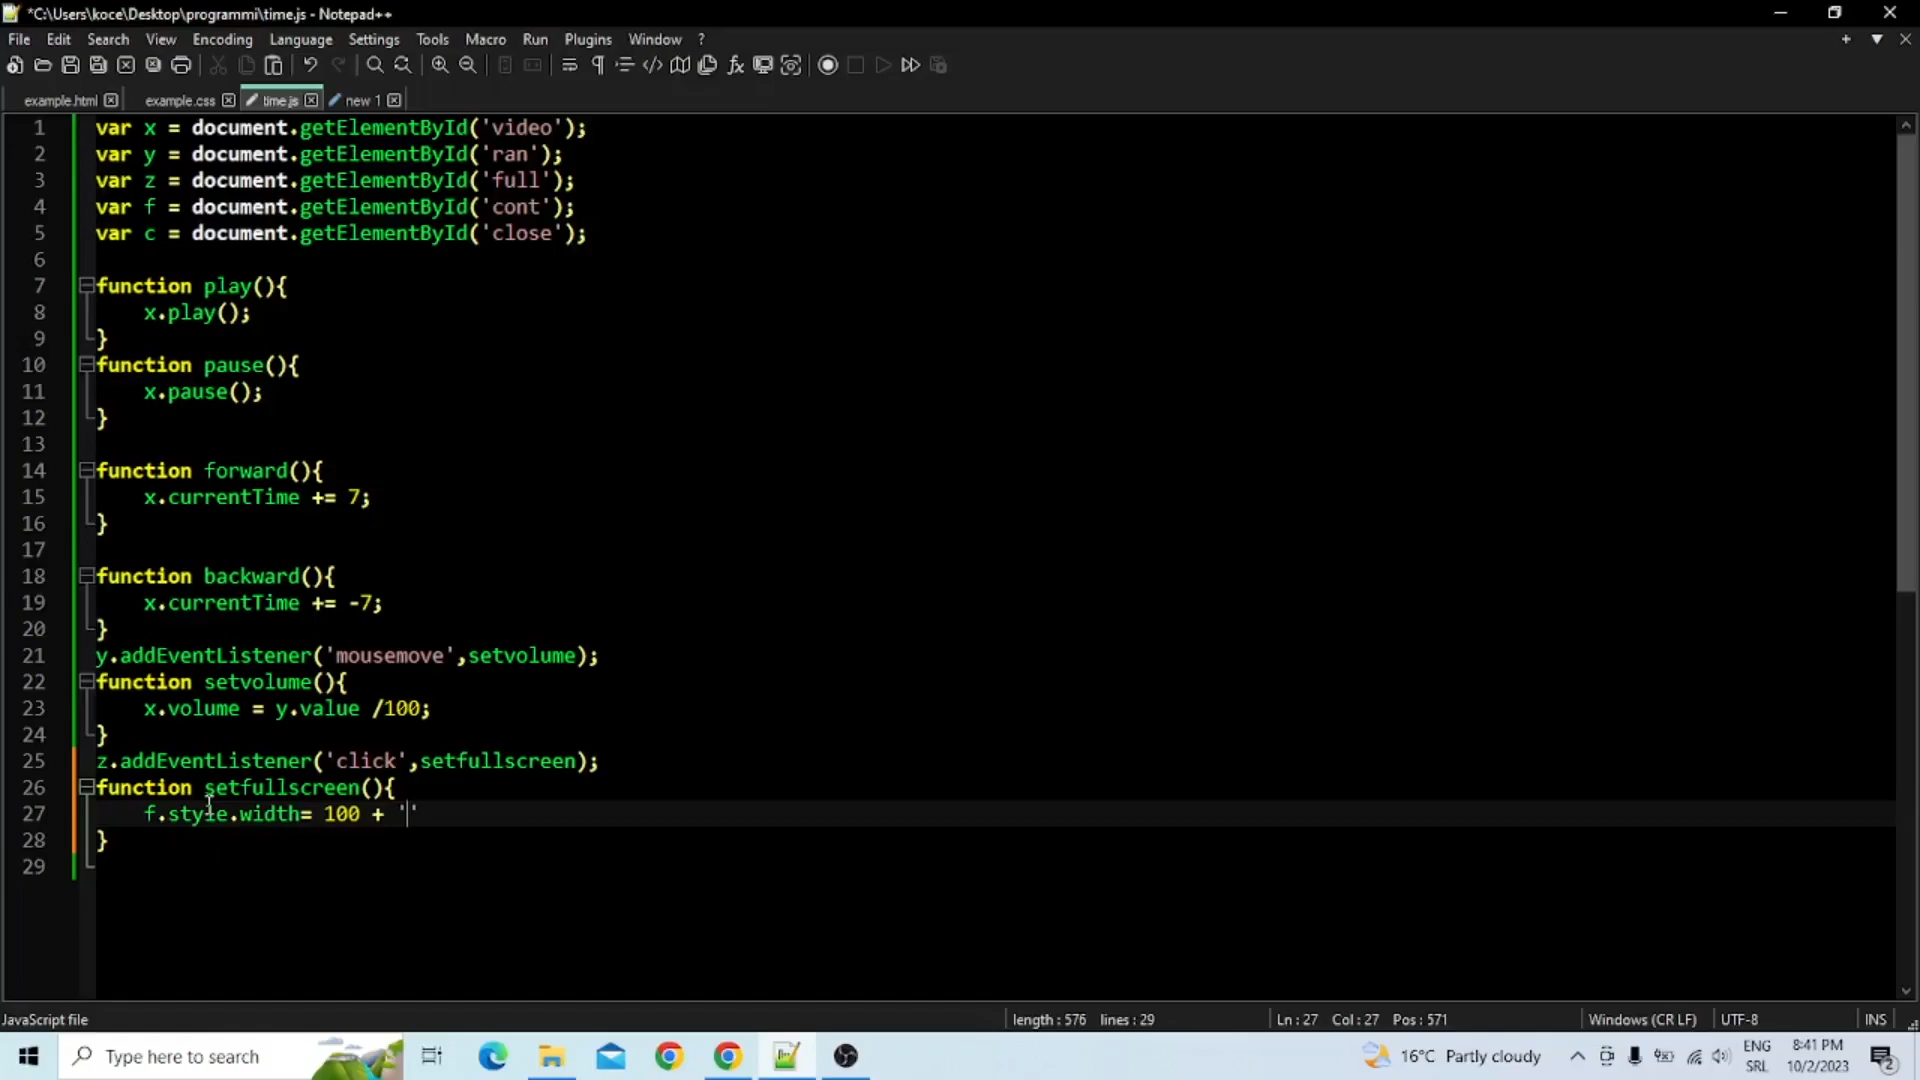 *C:\Users\koce\Desktop\programmi\time.js - Notepad++
File Edit Search View Encoding Language Settings Tools Macro Run Plugins Window ?
example.html example.css time.js new 1
1 var x = document.getElementById('video');
2 var y = document.getElementById('ran');
3 var z = document.getElementById('full');
4 var f = document.getElementById('cont');
5 var c = document.getElementById('close');
6
7 function play(){
8 x.play();
9 }
10 function pause(){
11 x.pause();
12 }
13
14 function forward(){
15 x.currentTime += 7;
16 }
17
18 function backward(){
19 x.currentTime += -7;
20 }
21 y.addEventListener('mousemove',setvolume);
22 function setvolume(){
23 x.volume = y.value /100;
24 }
25 z.addEventListener('click',setfullscreen);
26 function setfullscreen(){
27 f.style.width= 100 + ''
28 }
29
JavaScript file length : 576 lines : 29 Ln : 27 Col : 27 Pos : 571 Windows (CR LF) UTF-8 INS
Type here to search 16°C Partly cloudy ENG SRL 8:41 PM 10/2/2023 2